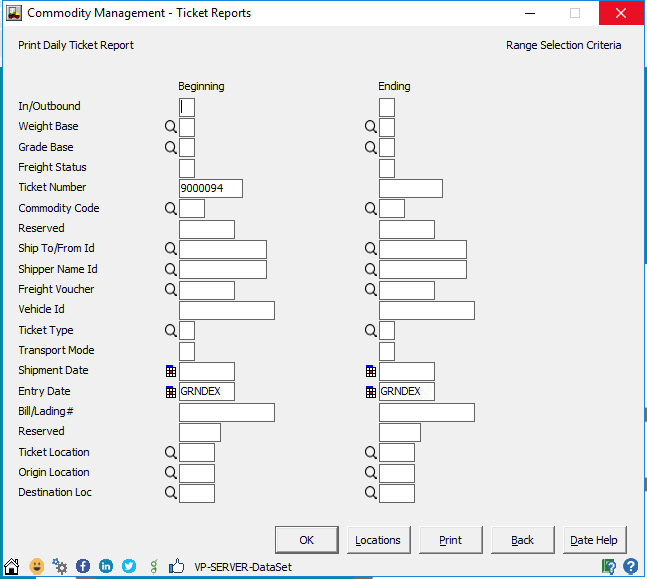 Commodity Management - Ticket Reports
Print Daily Ticket Report Range Selection Criteria
Beginning Ending
In/Outbound
Weight Base
Grade Base
Freight Status
Ticket Number 9000094
Commodity Code
Reserved
Ship To/From Id
Shipper Name Id
Freight Voucher
Vehicle Id
Ticket Type
Transport Mode
Shipment Date
Entry Date GRNDEX GRNDEX
Bill/Lading#
Reserved
Ticket Location
Origin Location
Destination Loc
OK Locations Print Back Date Help
VP-SERVER-DataSet